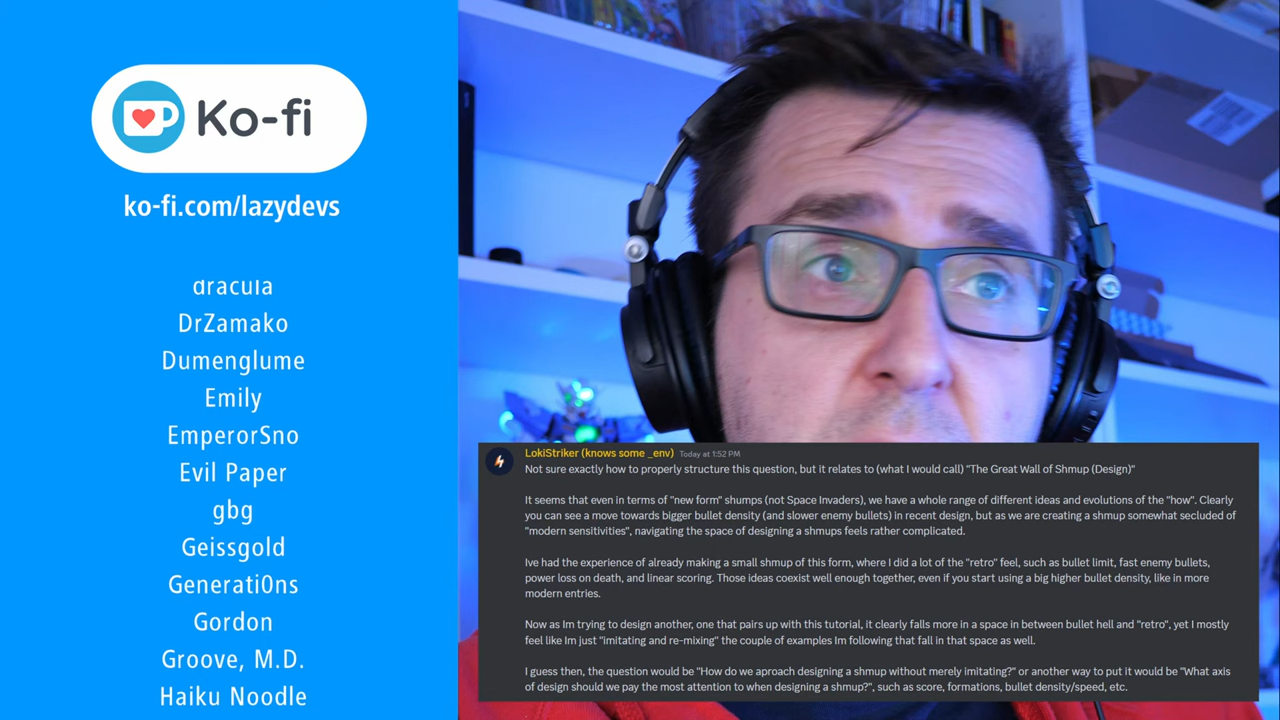 Ko-fi
ko-fi.com/lazydevs
dracula
DrZamako
Dumenglume
Emily
EmperorSno
Evil Paper
gbg
Geissgold
Generati0ns
Gordon
Groove, M.D.
Haiku Noodle
LokiStriker (knows some _env) Today at 1:52 PM
Not sure exactly how to properly structure this question, but it relates to (what I would call) "The Great Wall of Shmup (Design)"
It seems that even in terms of "new form" shumps (not Space Invaders), we have a whole range of different ideas and evolutions of the "how". Clearly
you can see a move towards bigger bullet density (and slower enemy bullets) in recent design, but as we are creating a shmup somewhat secluded of
"modern sensitivities", navigating the space of designing a shmups feels rather complicated.
Ive had the experience of already making a small shmup of this form, where I did a lot of the "retro" feel, such as bullet limit, fast enemy bullets,
power loss on death, and linear scoring. Those ideas coexist well enough together, even if you start using a big higher bullet density, like in more
modern entries.
Now as Im trying to design another, one that pairs up with this tutorial, it clearly falls more in a space in between bullet hell and "retro", yet I mostly
feel like Im just "imitating and re-mixing" the couple of examples Im following that fall in that space as well.
I guess then, the question would be "How do we aproach designing a shmup without merely imitating?" or another way to put it would be "What axis
of design should we pay the most attention to when designing a shmup?", such as score, formations, bullet density/speed, etc.